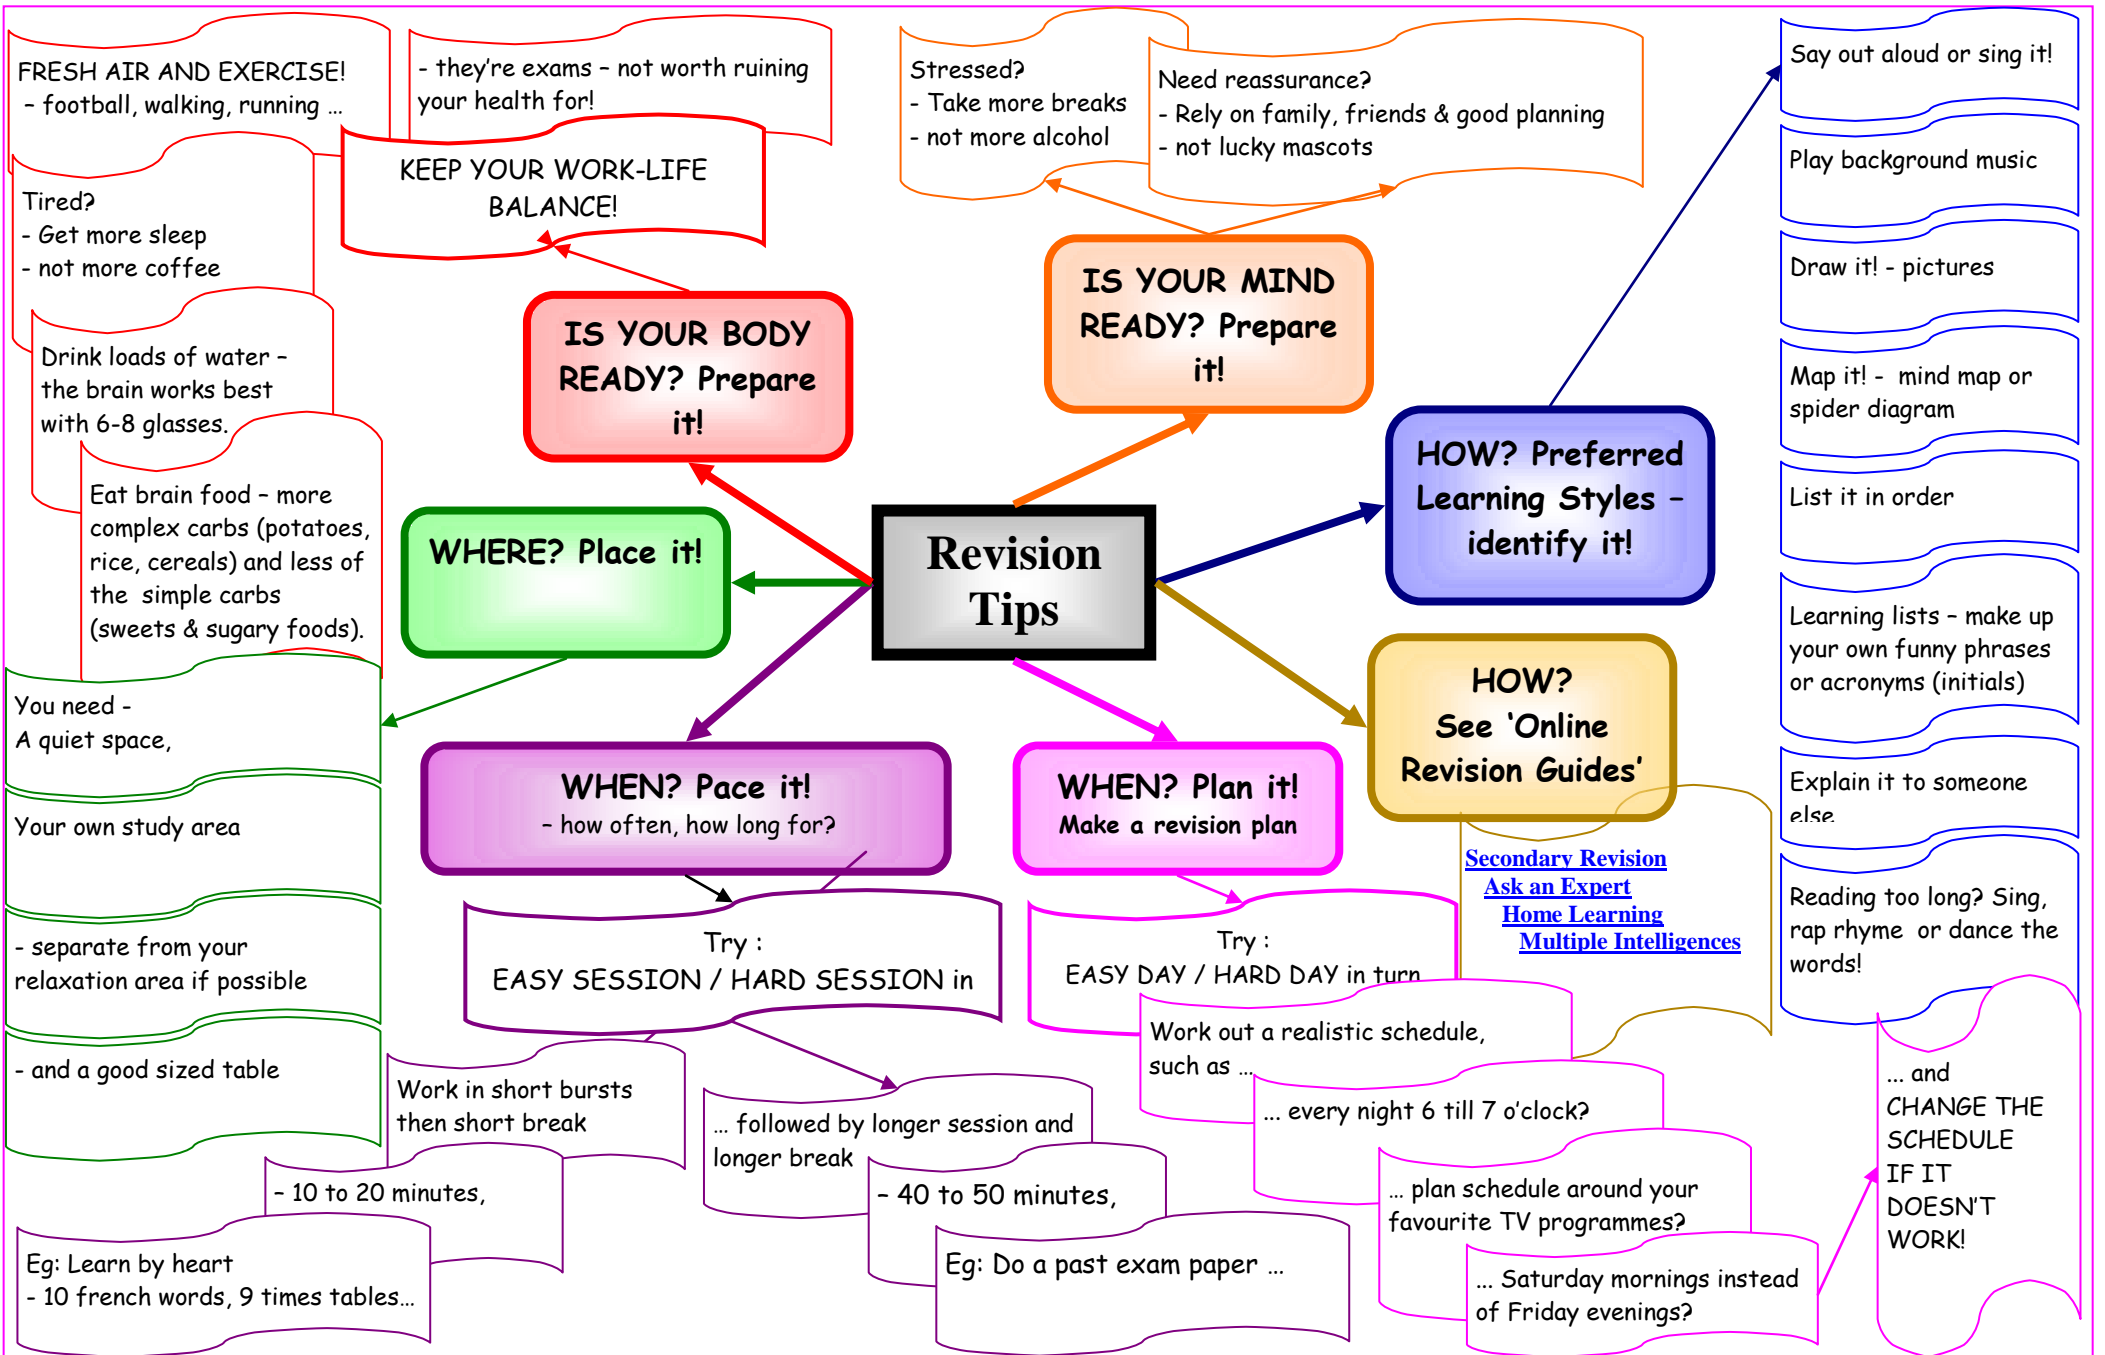 FRESH AIR AND EXERCISE!
– football, walking, running …
- they're exams – not worth ruining
your health for!
KEEP YOUR WORK-LIFE
BALANCE!
Tired?
- Get more sleep
- not more coffee
Drink loads of water –
the brain works best
with 6-8 glasses.
Eat brain food – more
complex carbs (potatoes,
rice, cereals) and less of
the simple carbs
(sweets & sugary foods).
IS YOUR BODY
READY? Prepare
it!
Stressed?
- Take more breaks
- not more alcohol
Need reassurance?
- Rely on family, friends & good planning
- not lucky mascots
IS YOUR MIND
READY? Prepare
it!
HOW? Preferred
Learning Styles –
identify it!
Say out aloud or sing it!
Play background music
Draw it! - pictures
Map it! - mind map or
spider diagram
List it in order
Learning lists – make up
your own funny phrases
or acronyms (initials)
Explain it to someone
else.
Reading too long? Sing,
rap rhyme or dance the
words!
Revision
Tips
WHERE? Place it!
You need -
A quiet space,
Your own study area
- separate from your
relaxation area if possible
- and a good sized table
HOW?
See ‘Online
Revision Guides’
Secondary Revision
Ask an Expert
Home Learning
Multiple Intelligences
WHEN? Pace it!
– how often, how long for?
Try :
EASY SESSION / HARD SESSION in
Work in short bursts
then short break
– 10 to 20 minutes,
Eg: Learn by heart
- 10 french words, 9 times tables…
… followed by longer session and
longer break
– 40 to 50 minutes,
Eg: Do a past exam paper …
WHEN? Plan it!
Make a revision plan
Try :
EASY DAY / HARD DAY in turn
Work out a realistic schedule,
such as …
... every night 6 till 7 o’clock?
… plan schedule around your
favourite TV programmes?
... Saturday mornings instead
of Friday evenings?
... and
CHANGE THE
SCHEDULE
IF IT
DOESN’T
WORK!